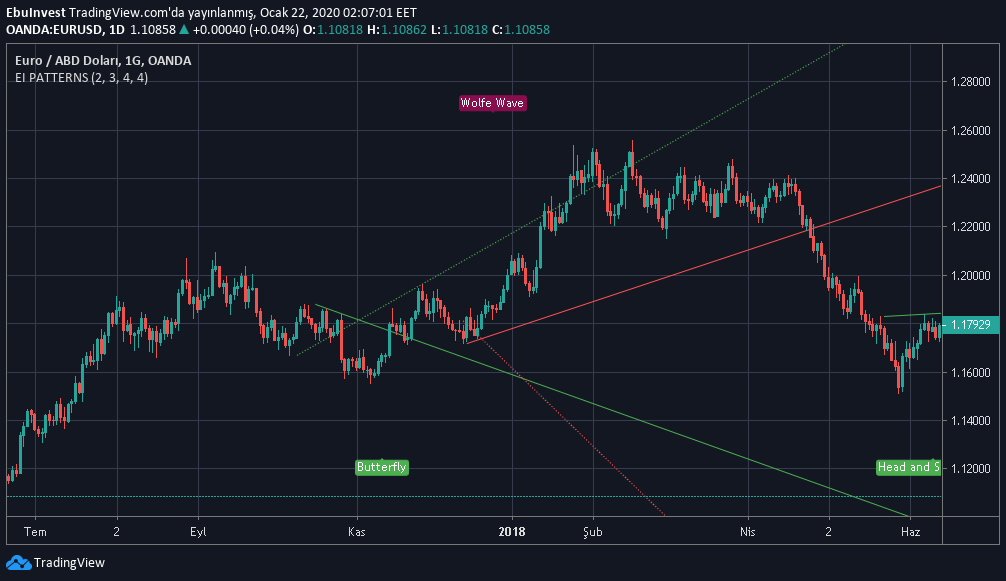 EbuInvest TradingView.com'da yayınlanmış, Ocak 22, 2020 02:07:01 EET
OANDA:EURUSD, 1D 1.10858 ▲ +0.00040 (+0.04%) O:1.10818 H:1.10862 L:1.10818 C:1.10858
Euro / ABD Doları, 1G, OANDA
EI PATTERNS (2, 3, 4, 4)
1.28000
Wolfe Wave
1.26000
1.24000
1.22000
1.20000
1.17929
1.16000
1.14000
Butterfly
Head and S
1.12000
Tem 2 Eyl Kas 2018 Şub Nis 2 Haz
TradingView